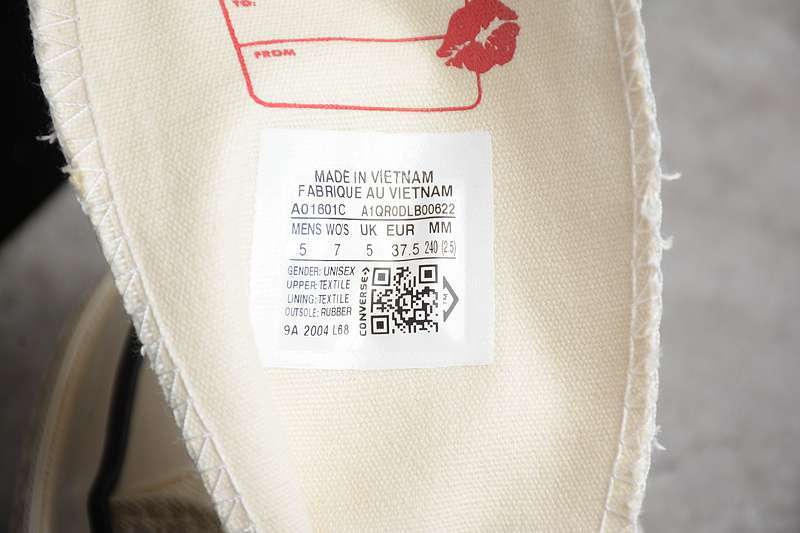 TO:
FROM
MADE IN VIETNAM
FABRIQUE AU VIETNAM
A01601C A1QR0DLB00622
MENS WO'S UK EUR MM
5 7 5 37.5 240 (2.5)
GENDER: UNISEX
UPPER: TEXTILE
LINING: TEXTILE
OUTSOLE: RUBBER
9A 2004 L68
CONVERSE
TM